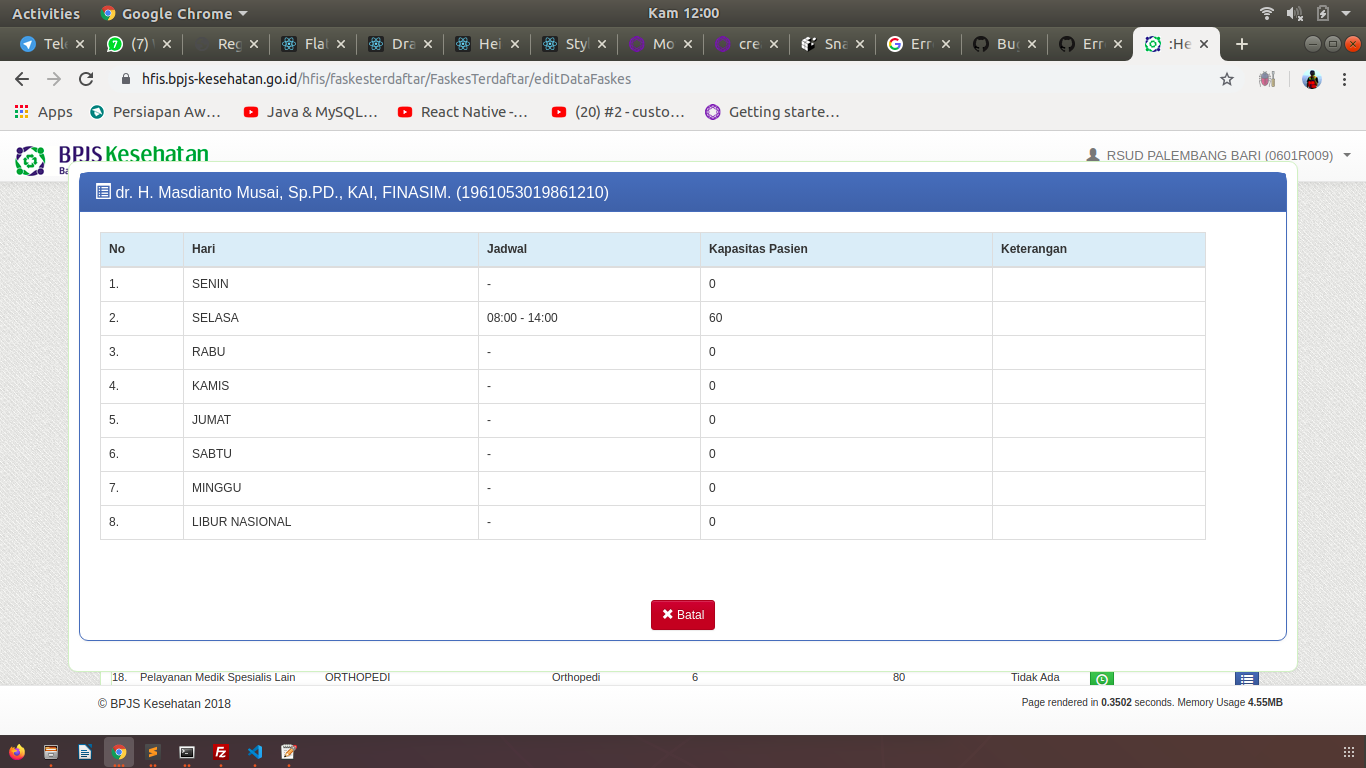 Activities Google Chrome Kam 12:00
Tele (7) Reg Flat Dra Hei Styl Mo cre Sna Erro Bug Erro :He
hfis.bpjs-kesehatan.go.id/hfis/faskesterdaftar/FaskesTerdaftar/editDataFaskes
Apps Persiapan Aw… Java & MySQL… React Native -… (20) #2 - custo… Getting starte…
BPJS Kesehatan RSUD PALEMBANG BARI (0601R009)
dr. H. Masdianto Musai, Sp.PD., KAI, FINASIM. (1961053019861210)
No Hari Jadwal Kapasitas Pasien Keterangan
1. SENIN - 0
2. SELASA 08:00 - 14:00 60
3. RABU - 0
4. KAMIS - 0
5. JUMAT - 0
6. SABTU - 0
7. MINGGU - 0
8. LIBUR NASIONAL - 0
Batal
18. Pelayanan Medik Spesialis Lain ORTHOPEDI Orthopedi 6 80 Tidak Ada
© BPJS Kesehatan 2018 Page rendered in 0.3502 seconds. Memory Usage 4.55MB